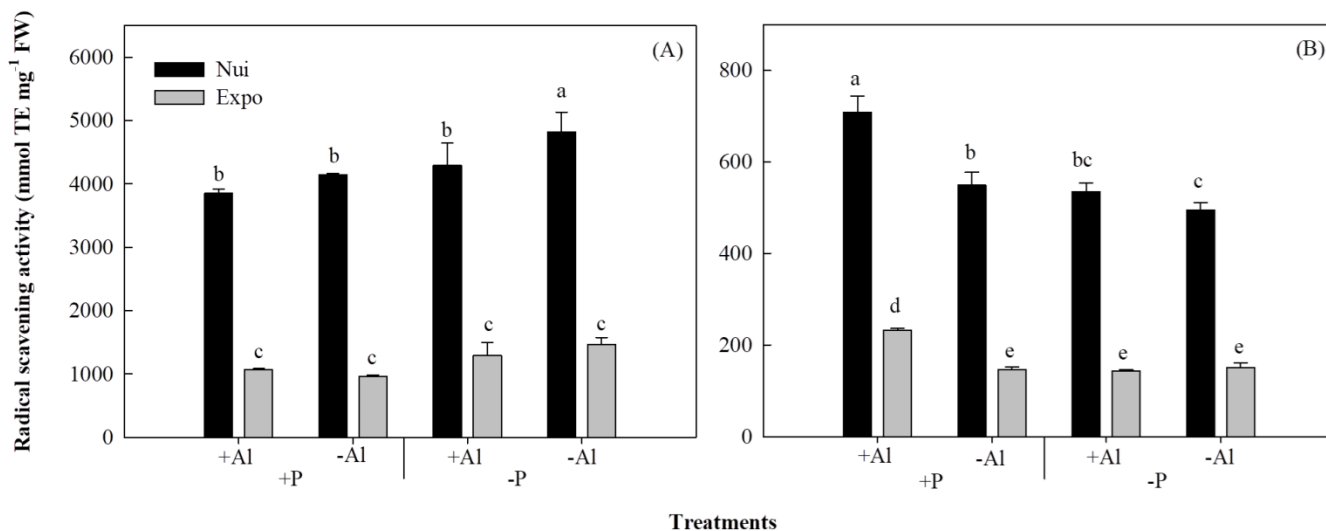 Radical scavening activity (mmol TE mg-1 FW)
(A)
Nui
Expo
6000
5000
4000
3000
2000
1000
0
b
c
b
c
b
c
a
c
+Al
-Al
+Al
-Al
+P
-P
(B)
800
600
400
200
0
a
d
b
e
bc
e
c
e
+Al
-Al
+Al
-Al
+P
-P
Treatments